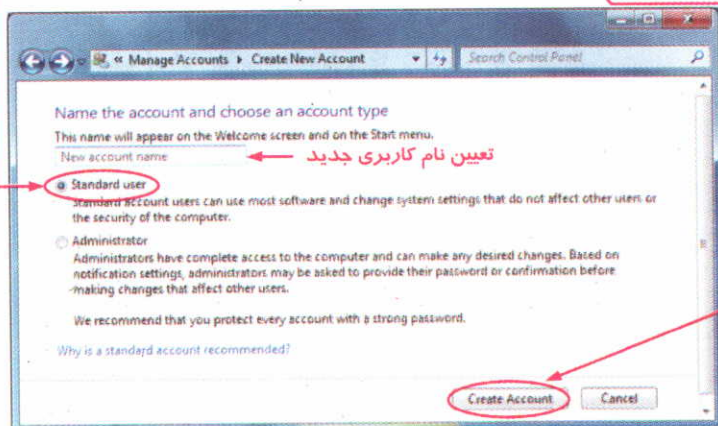 « Manage Accounts ▸ Create New Account
Search Control Panel
Name the account and choose an account type
This name will appear on the Welcome screen and on the Start menu.
New account name
تعیین نام کاربری جدید
Standard user
Standard account users can use most software and change system settings that do not affect other users or
the security of the computer.
Administrator
Administrators have complete access to the computer and can make any desired changes. Based on
notification settings, administrators may be asked to provide their password or confirmation before
making changes that affect other users.
We recommend that you protect every account with a strong password.
Why is a standard account recommended?
Create Account
Cancel